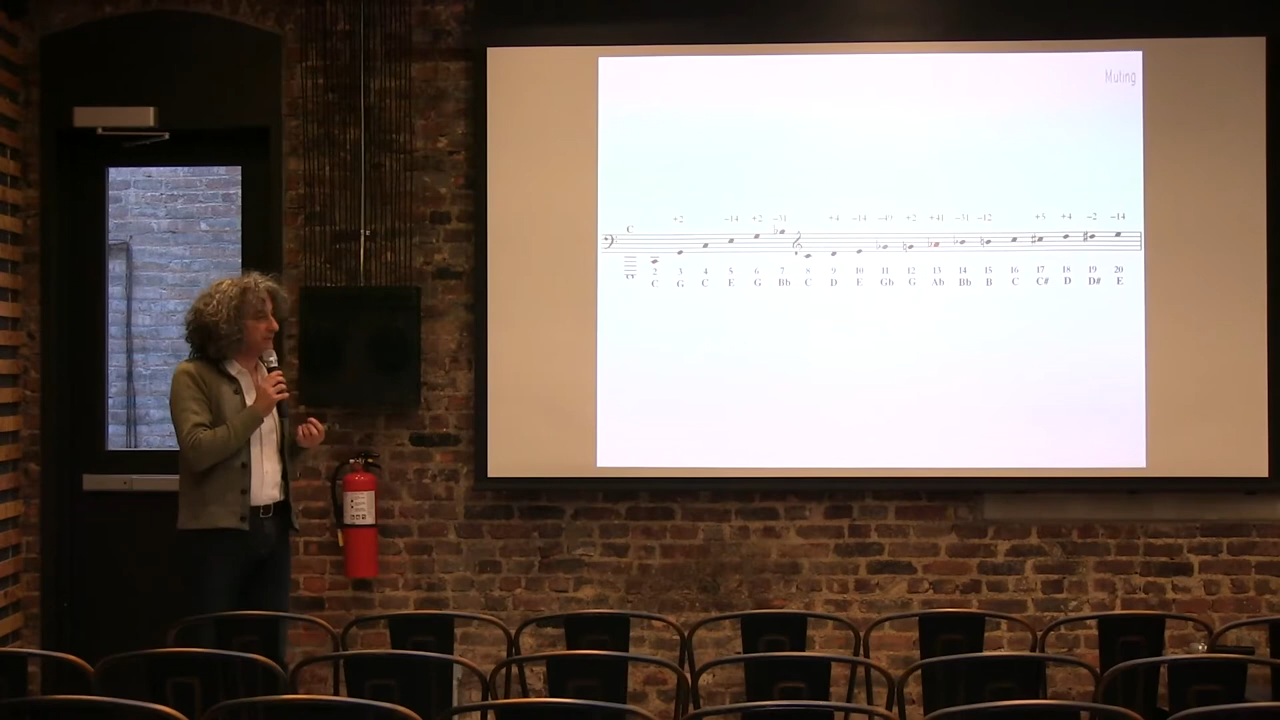 Muting
+2 -14 +2 -31 +4 -14 -49 +2 +41 -31 -12 +5 +4 -2 -14
C
2 3 4 5 6 7 8 9 10 11 12 13 14 15 16 17 18 19 20
C G C E G Bb C D E Gb G Ab Bb B C C# D D# E